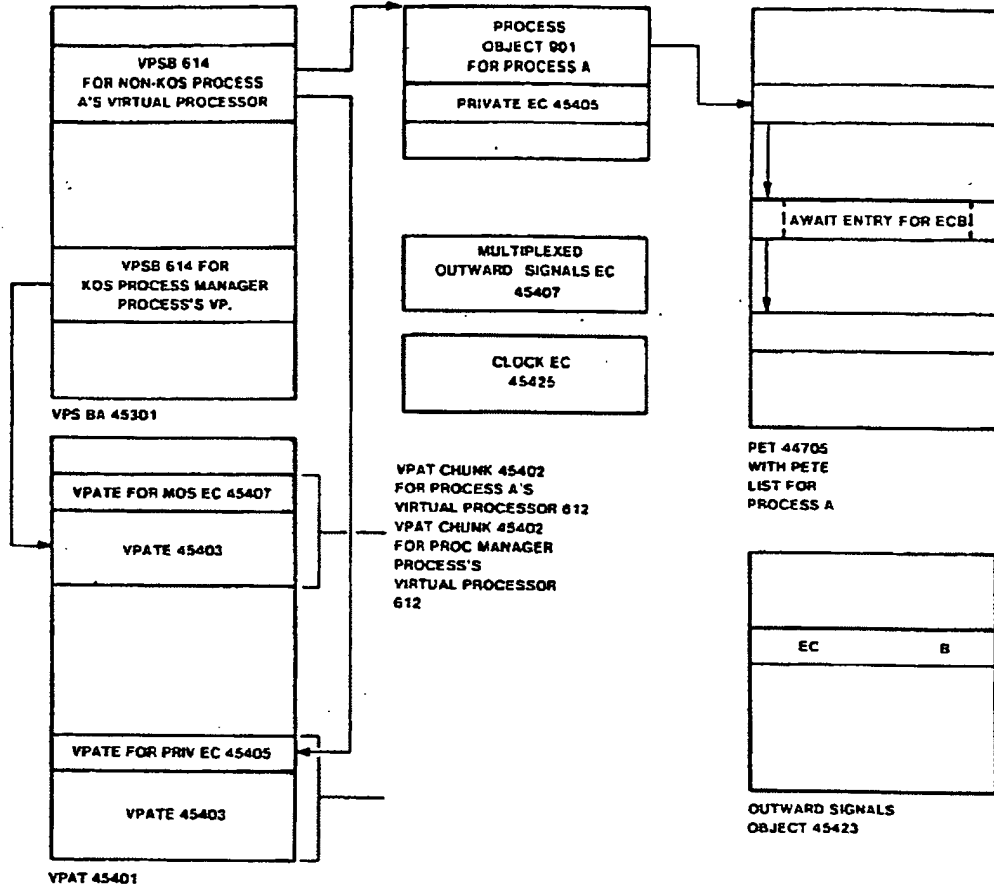 VPSB 614
FOR NON-KOS PROCESS
A'S VIRTUAL PROCESSOR
VPSB 614 FOR
KOS PROCESS MANAGER
PROCESS'S VP.
VPS BA 45301
PROCESS
OBJECT 901
FOR PROCESS A
PRIVATE EC 45405
MULTIPLEXED
OUTWARD SIGNALS EC
45407
CLOCK EC
45425
AWAIT ENTRY FOR ECB
PET 44705
WITH PETE
LIST FOR
PROCESS A
VPATE FOR MOS EC 45407
VPATE 45403
VPATE FOR PRIV EC 45405
VPATE 45403
VPAT 45401
VPAT CHUNK 45402
FOR PROCESS A'S
VIRTUAL PROCESSOR 612
VPAT CHUNK 45402
FOR PROC MANAGER
PROCESS'S
VIRTUAL PROCESSOR
612
EC B
OUTWARD SIGNALS
OBJECT 45423